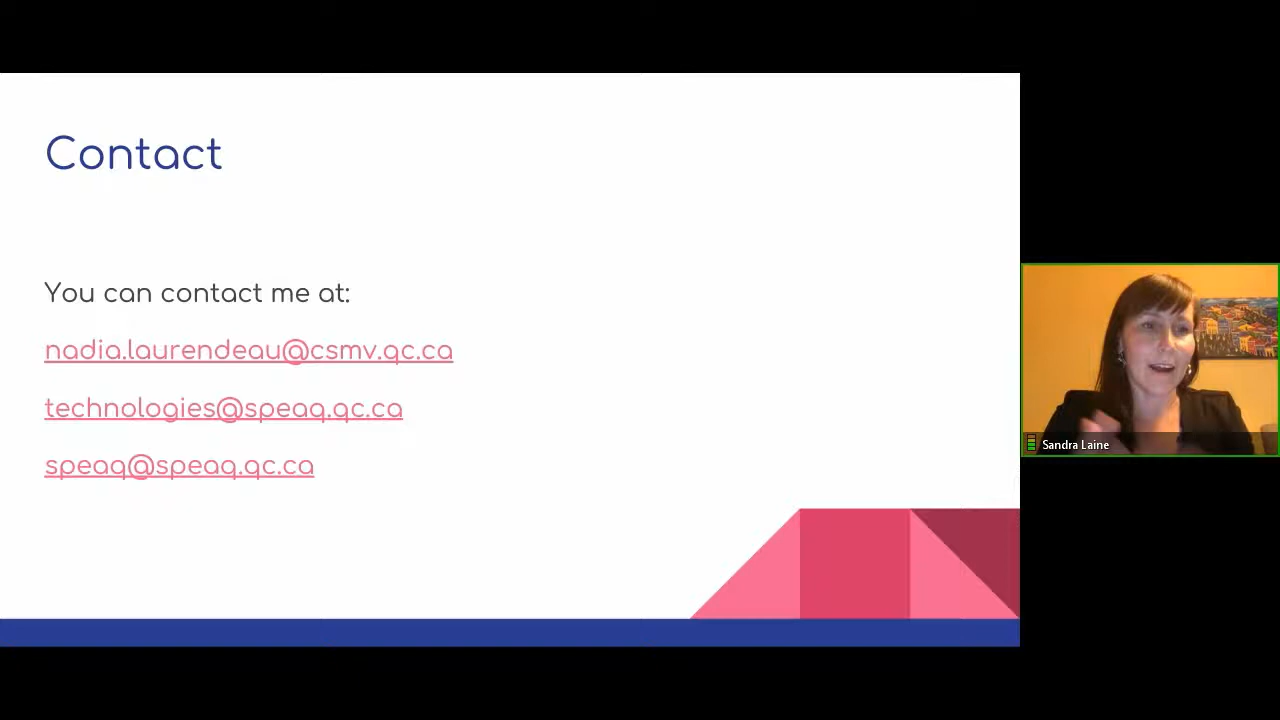 Contact
You can contact me at:
nadia.laurendeau@csmv.qc.ca
technologies@speaq.qc.ca
speaq@speaq.qc.ca
Sandra Laine